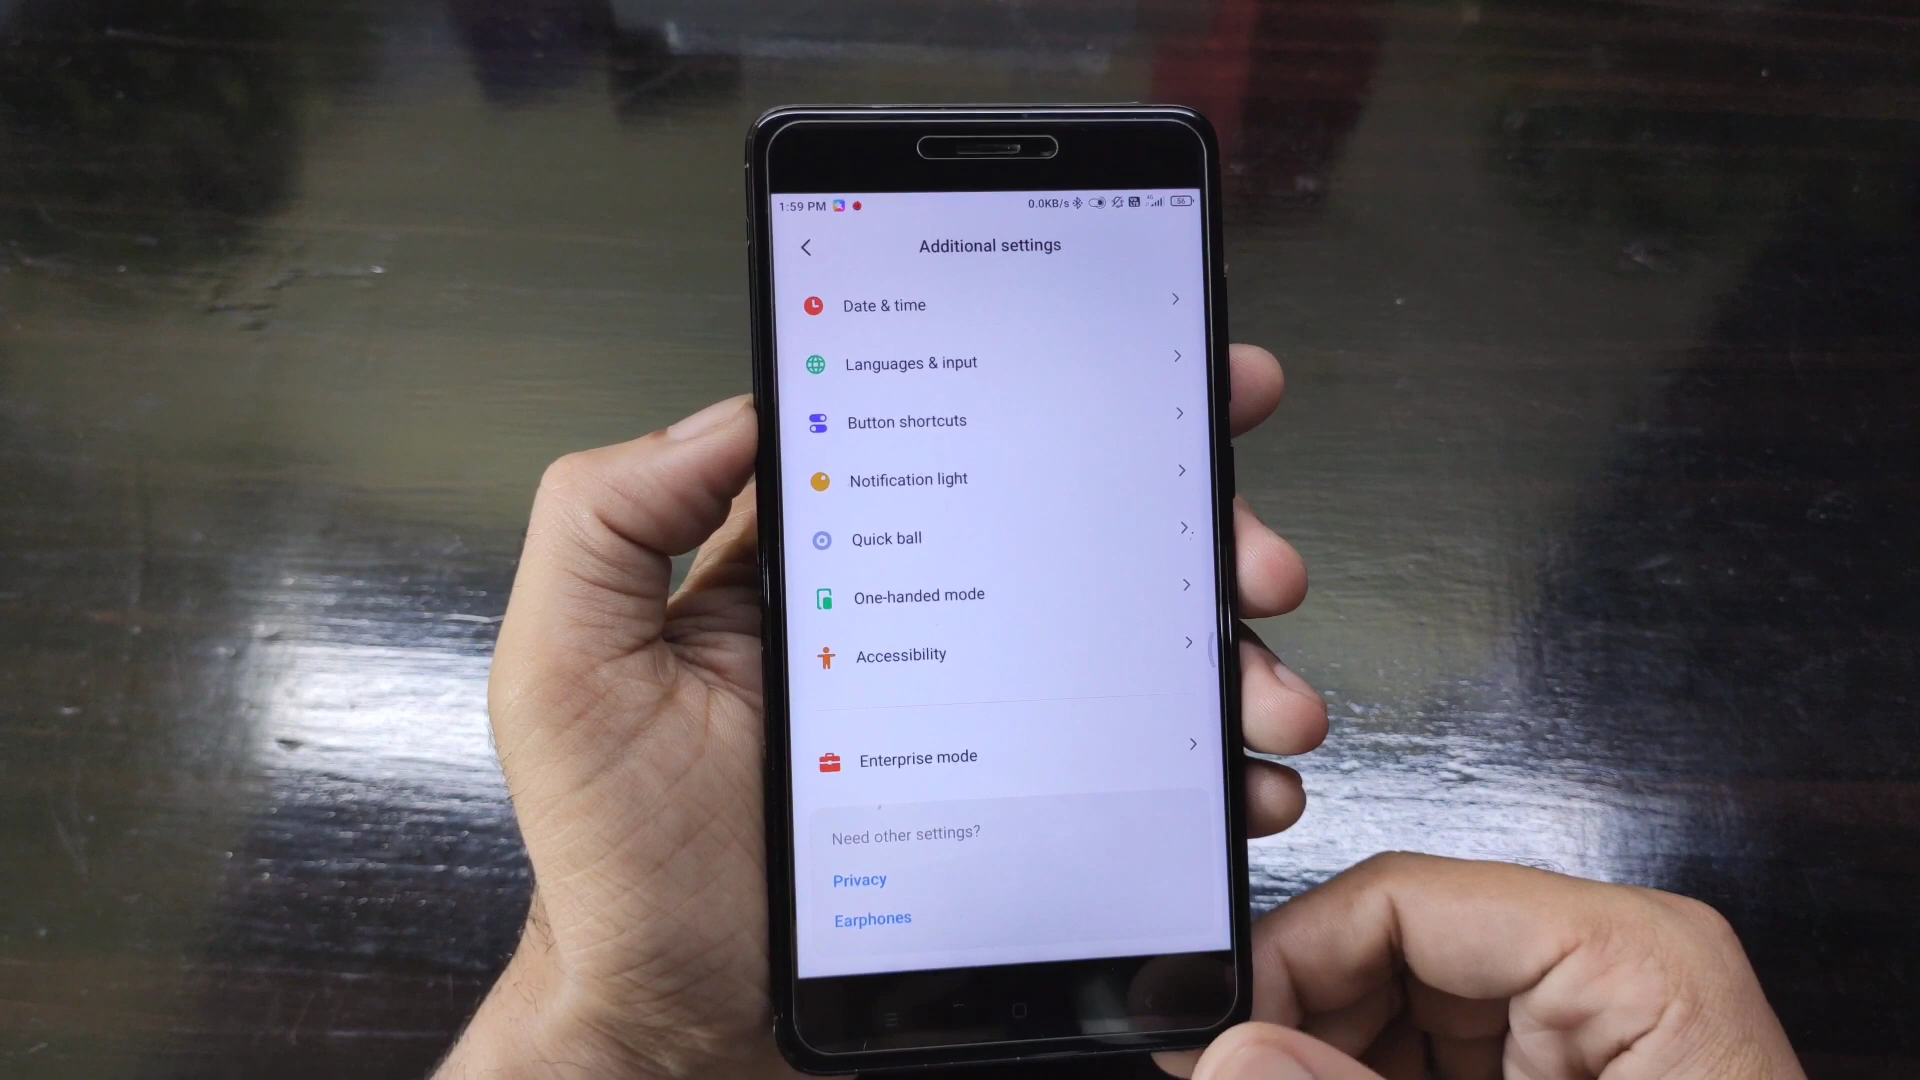 1:59 PM 0.0KB/s 56
Additional settings
Date & time
Languages & input
Button shortcuts
Notification light
Quick ball
One-handed mode
Accessibility
Enterprise mode
Need other settings?
Privacy
Earphones